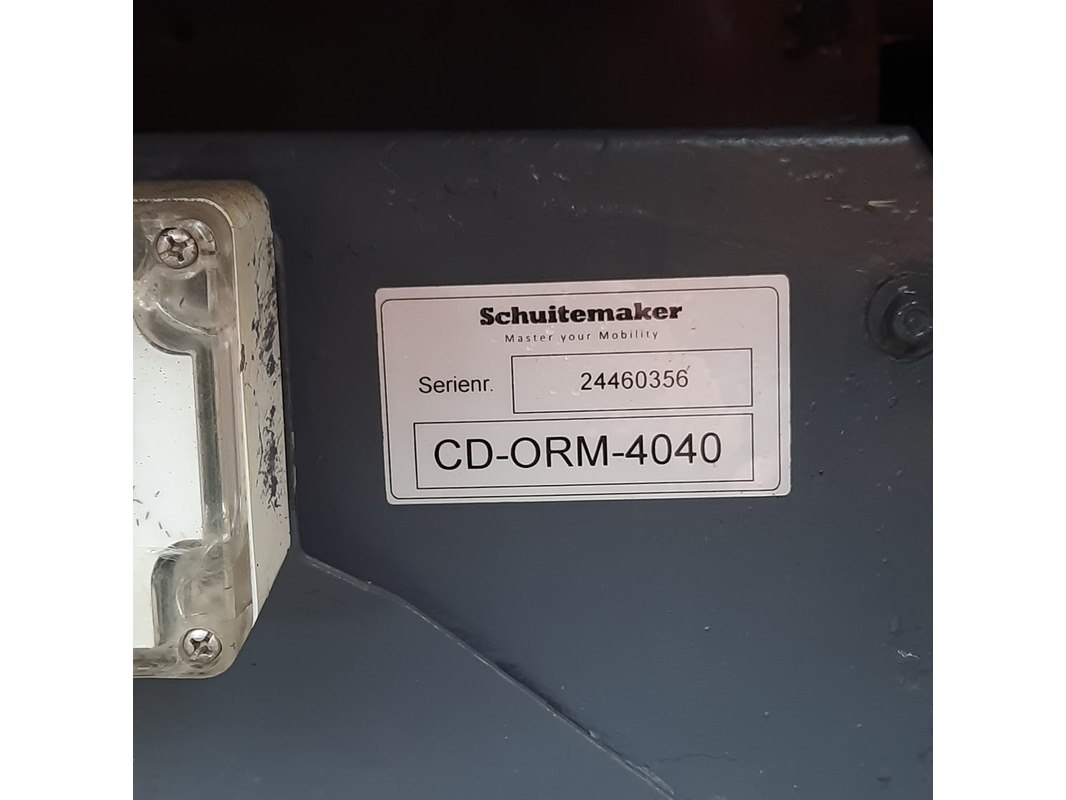 Schuitemaker
Master your Mobility
Serienr. 24460356
CD-ORM-4040